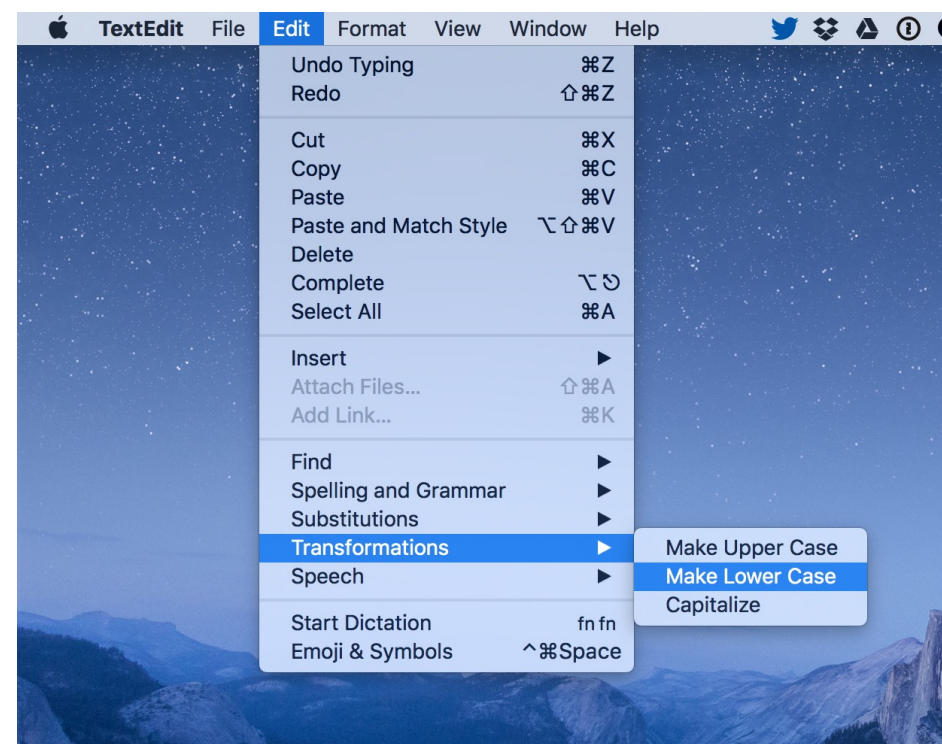 TextEdit File Edit Format View Window Help
Undo Typing ⌘Z
Redo ⇧⌘Z
Cut ⌘X
Copy ⌘C
Paste ⌘V
Paste and Match Style ⌥⇧⌘V
Delete
Complete ⌥⎋
Select All ⌘A
Insert ▶
Attach Files... ⇧⌘A
Add Link... ⌘K
Find ▶
Spelling and Grammar ▶
Substitutions ▶
Transformations ▶ Make Upper Case
Speech ▶ Make Lower Case
Capitalize
Start Dictation fn fn
Emoji & Symbols ^⌘Space